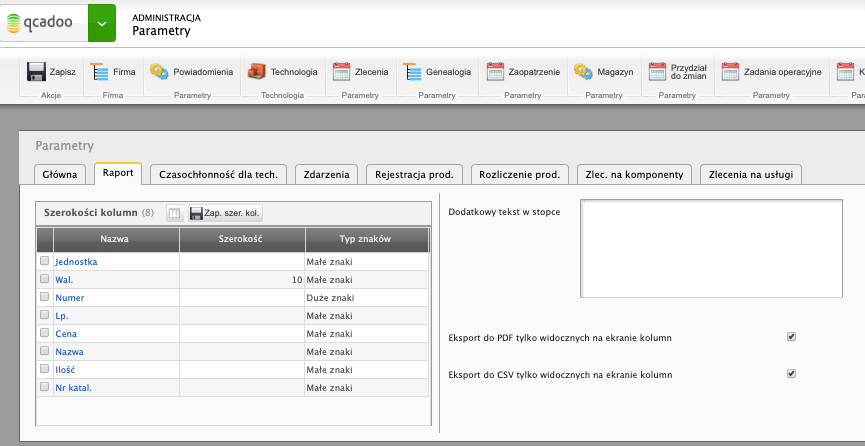 qcadoo
ADMINISTRACJA
Parametry
Zapisz Firma Powiadomienia Technologia Zlecenia Genealogia Zaopatrzenie Magazyn Przydział do zmian Zadania operacyjne K
Akcje Firma Parametry Technologia Parametry Parametry Parametry Parametry Parametry Parametry Par
Parametry
Główna Raport Czasochłonność dla tech. Zdarzenia Rejestracja prod. Rozliczenie prod. Zlec. na komponenty Zlecenia na usługi
Szerokości kolumn (8) Zap. szer. kol.
Nazwa Szerokość Typ znaków
Jednostka Małe znaki
Wal. 10 Małe znaki
Numer Duże znaki
Lp. Małe znaki
Cena Małe znaki
Nazwa Małe znaki
Ilość Małe znaki
Nr katal. Małe znaki
Dodatkowy tekst w stopce
Eksport do PDF tylko widocznych na ekranie kolumn
Eksport do CSV tylko widocznych na ekranie kolumn